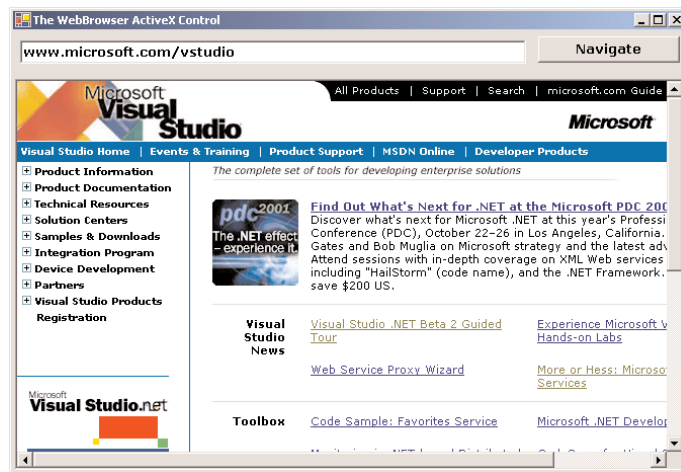 The WebBrowser ActiveX Control
www.microsoft.com/vstudio
Navigate
All Products | Support | Search | microsoft.com Guide
Microsoft
Visual
Studio
Microsoft
Visual Studio Home | Events & Training | Product Support | MSDN Online | Developer Products
Product Information
Product Documentation
Technical Resources
Solution Centers
Samples & Downloads
Integration Program
Device Development
Partners
Visual Studio Products
Registration
Microsoft
Visual Studio.net
The complete set of tools for developing enterprise solutions
pdc2001
The .NET effect
– experience it.
Find Out What's Next for .NET at the Microsoft PDC 200
Discover what's next for Microsoft .NET at this year's Professi
Conference (PDC), October 22-26 in Los Angeles, California.
Gates and Bob Muglia on Microsoft strategy and the latest adv
Attend sessions with in-depth coverage on XML Web services
including "HailStorm" (code name), and the .NET Framework.
save $200 US.
Visual
Studio
News
Visual Studio .NET Beta 2 Guided
Tour
Experience Microsoft V
Hands-on Labs
Web Service Proxy Wizard
More or Hess: Microsof
Services
Toolbox
Code Sample: Favorites Service
Microsoft .NET Develop